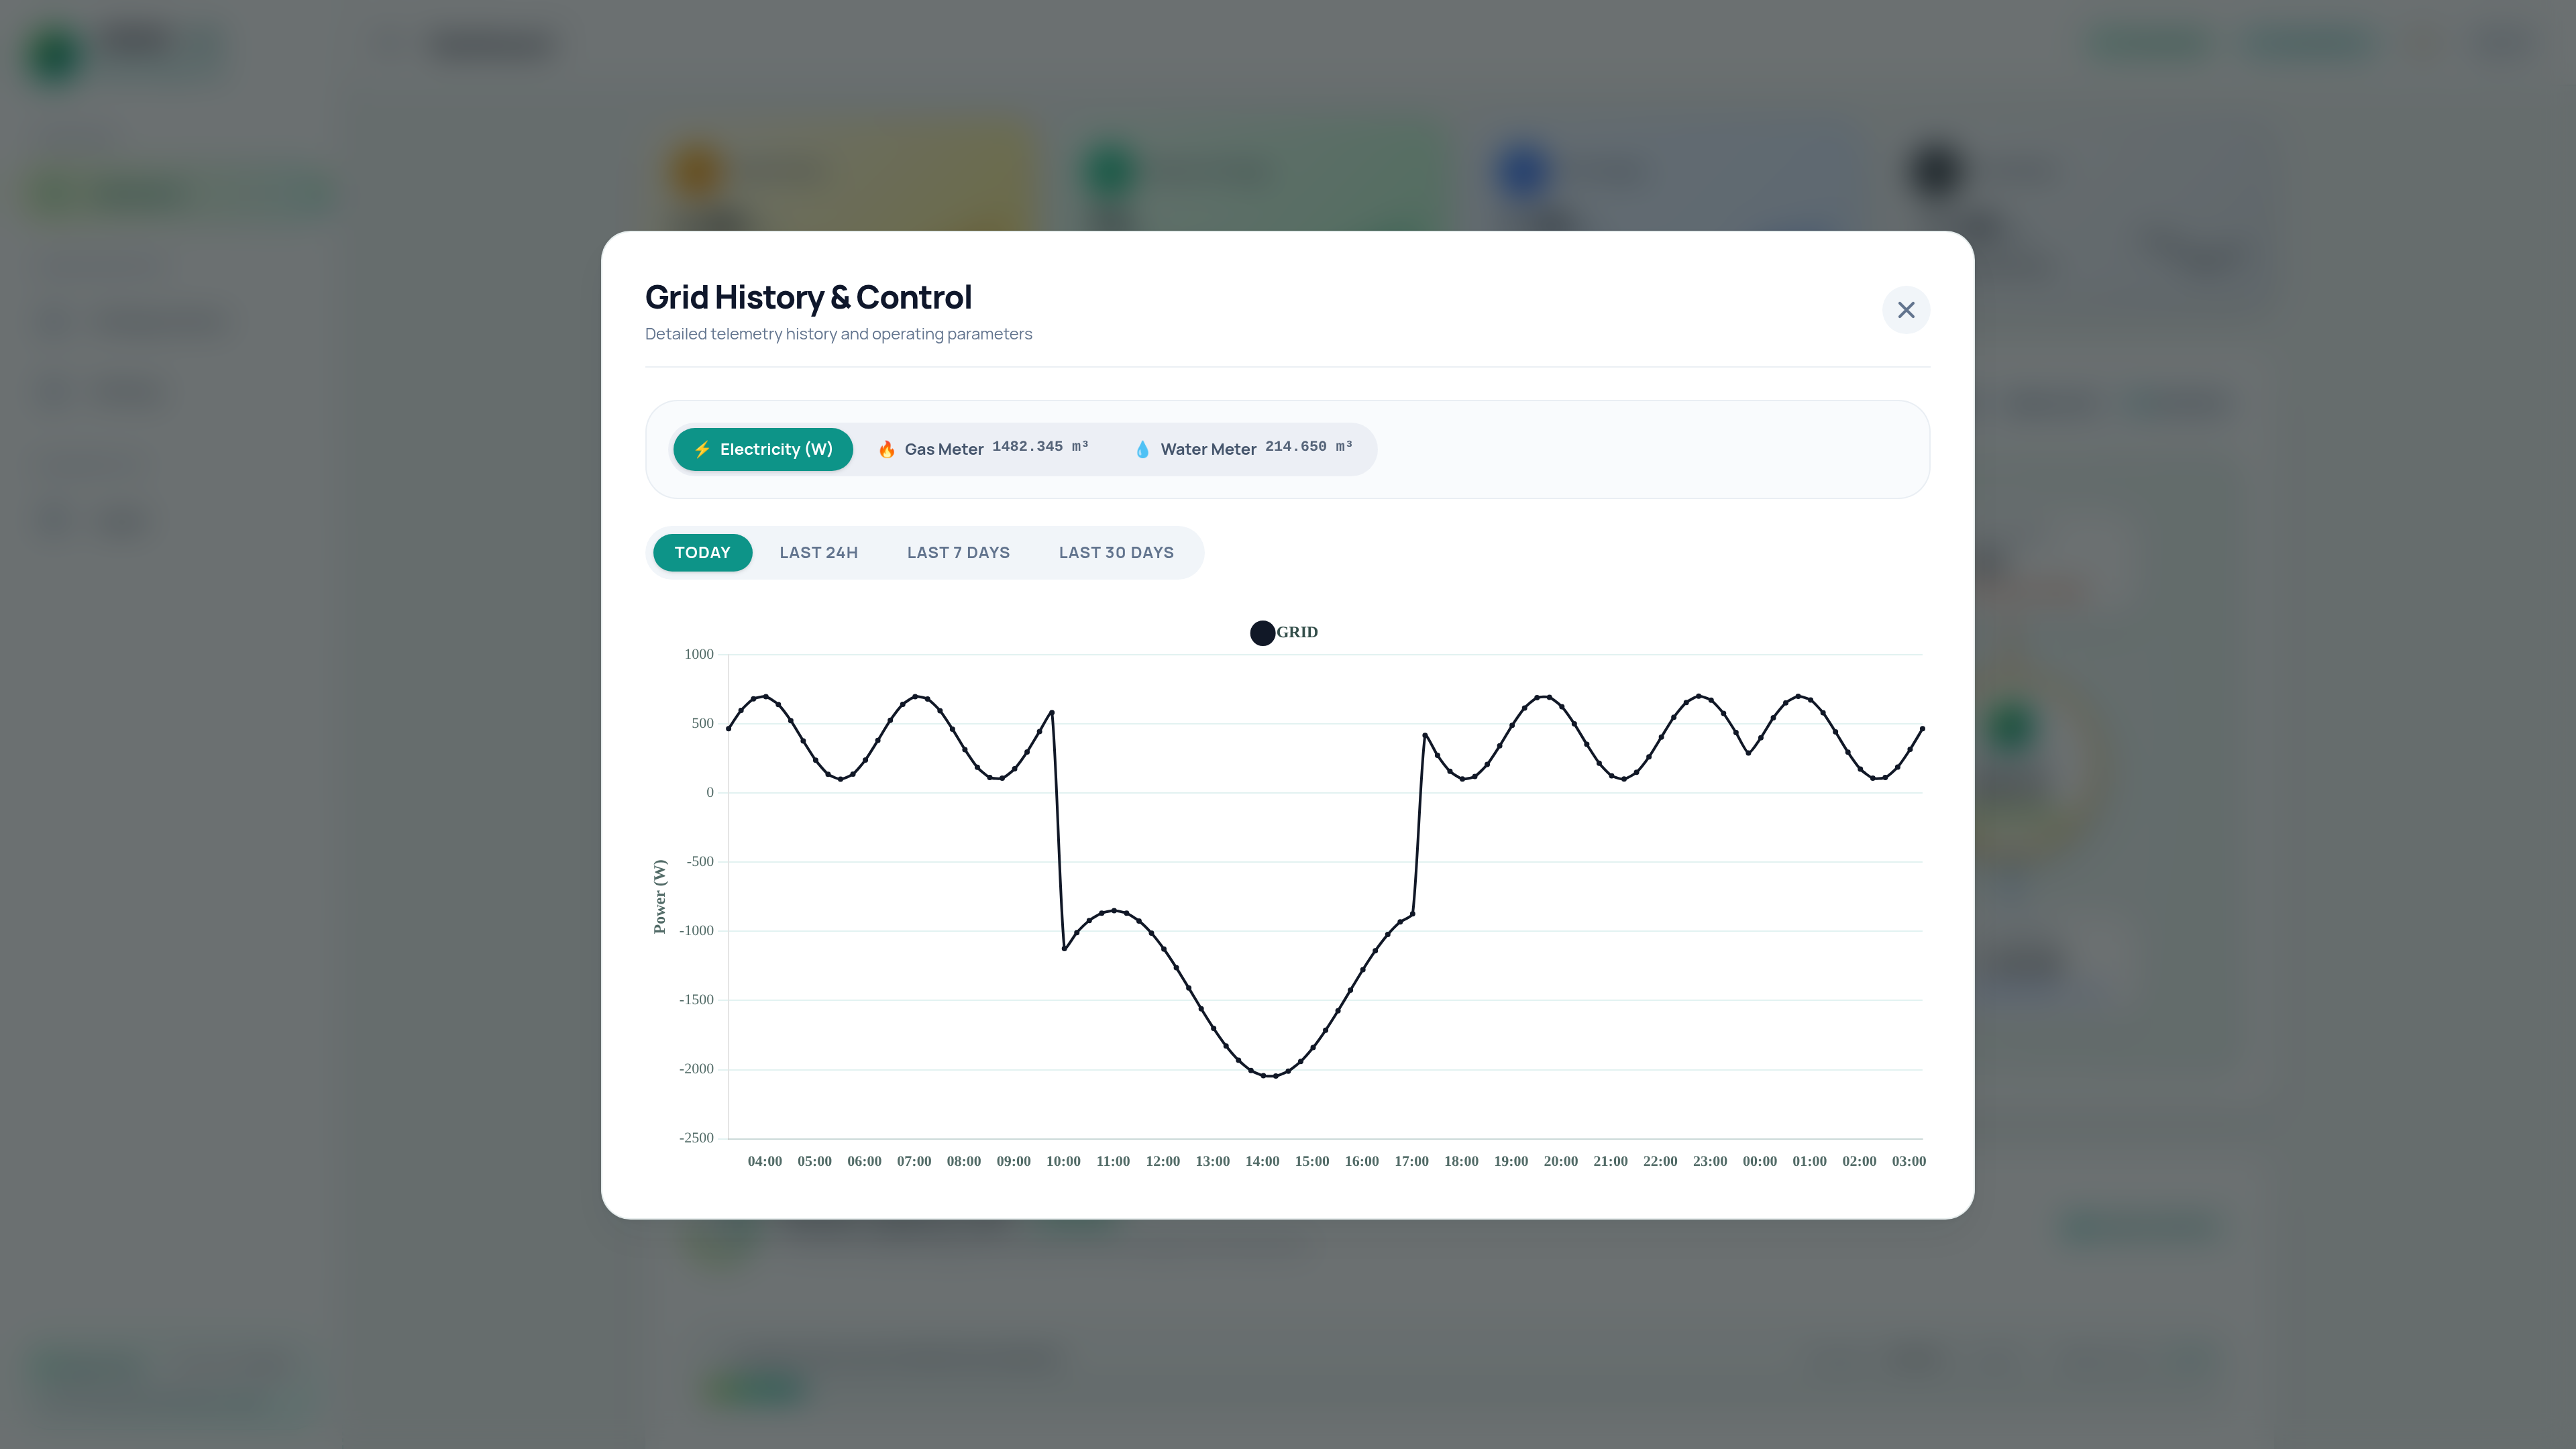 Grid History & Control
Detailed telemetry history and operating parameters
⚡ Electricity (W) 🔥 Gas Meter 1482.345 m³ 💧 Water Meter 214.650 m³
TODAY LAST 24H LAST 7 DAYS LAST 30 DAYS
GRID
1000
500
0
-500
-1000
-1500
-2000
-2500
Power (W)
04:00 05:00 06:00 07:00 08:00 09:00 10:00 11:00 12:00 13:00 14:00 15:00 16:00 17:00 18:00 19:00 20:00 21:00 22:00 23:00 00:00 01:00 02:00 03:00